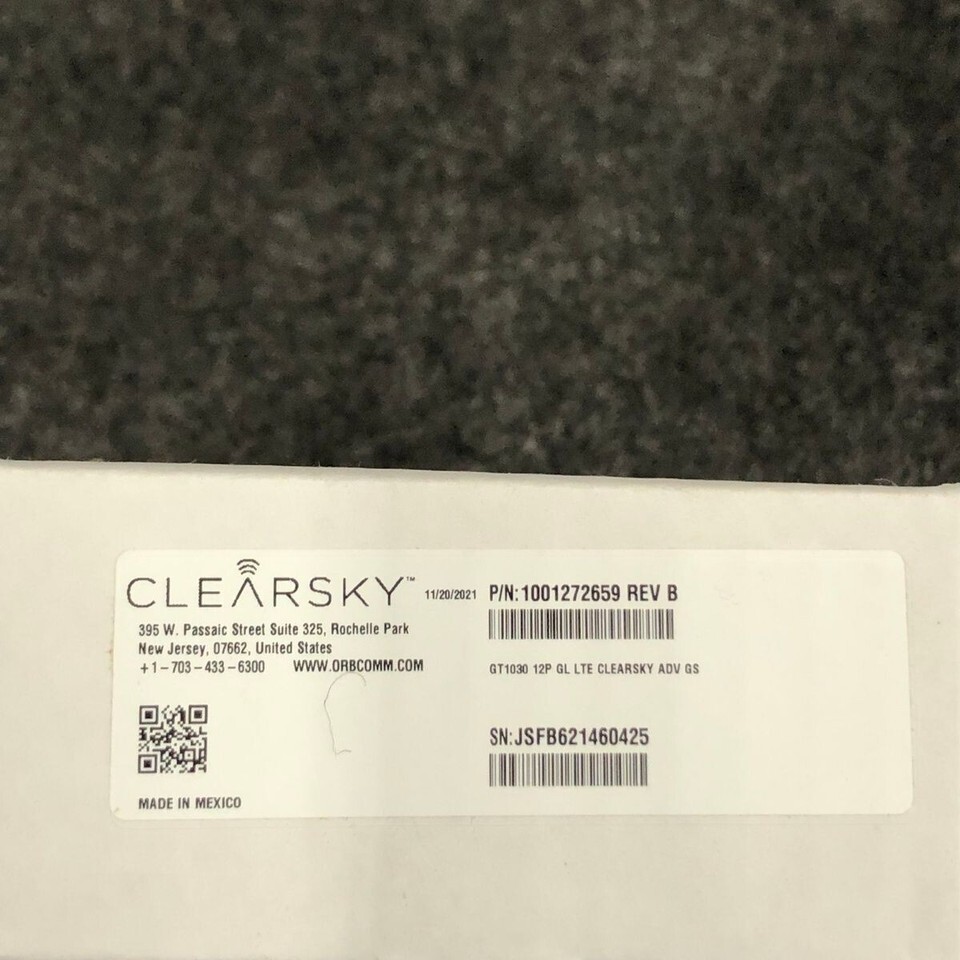 CLEARSKY™ 11/20/2021
395 W. Passaic Street Suite 325, Rochelle Park
New Jersey, 07662, United States
+1-703-433-6300 WWW.ORBCOMM.COM
MADE IN MEXICO
P/N:1001272659 REV B
GT1030 12P GL LTE CLEARSKY ADV GS
SN:JSFB621460425